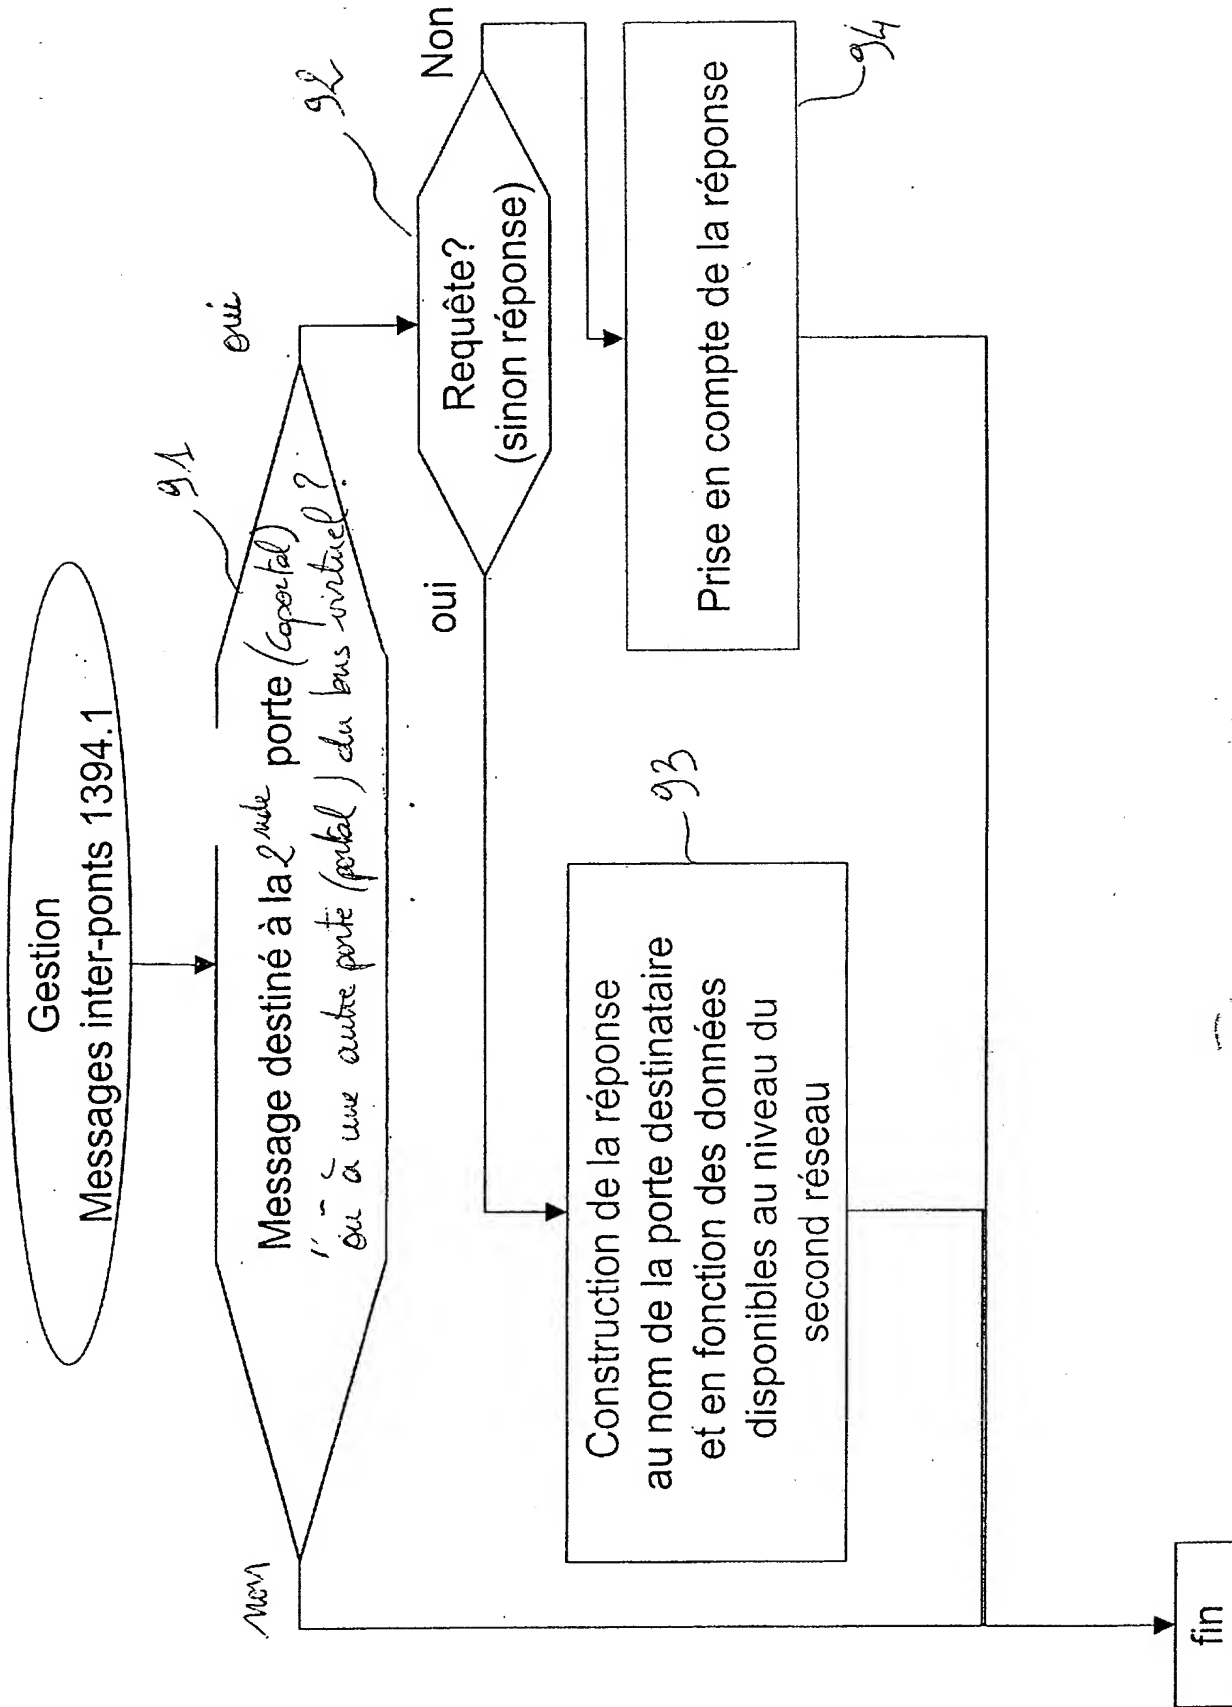 Gestion
Messages inter-ponts 1394.1
91
Message destiné à la 2nde porte (coportal)
où à une autre porte (portal) du bus virtuel ?
non
oui
92
Requête?
(sinon réponse)
oui
Non
93
Construction de la réponse
au nom de la porte destinataire
et en fonction des données
disponibles au niveau du
second réseau
Prise en compte de la réponse
94
fin